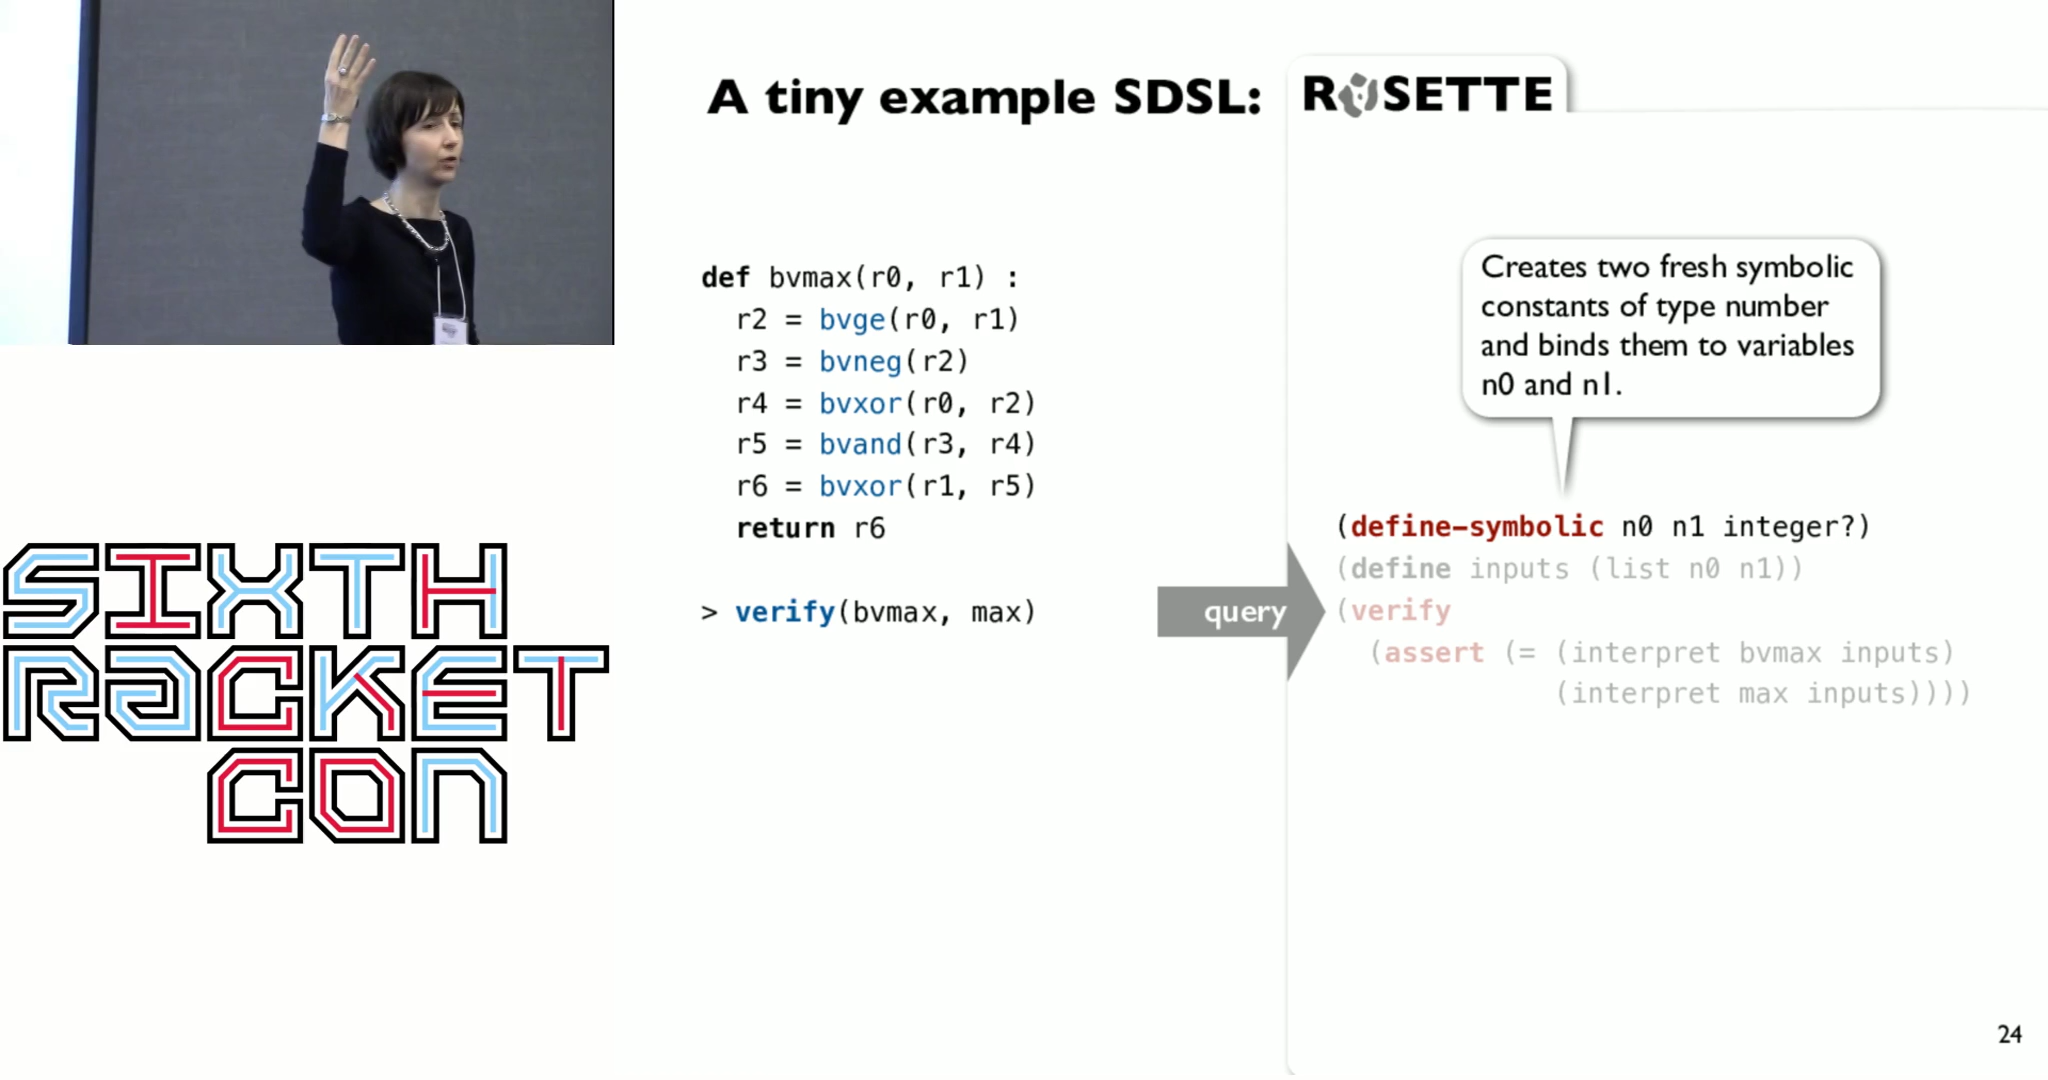 A tiny example SDSL: ROSETTE
def bvmax(r0, r1) :
r2 = bvge(r0, r1)
r3 = bvneg(r2)
r4 = bvxor(r0, r2)
r5 = bvand(r3, r4)
r6 = bvxor(r1, r5)
return r6
> verify(bvmax, max)
query
Creates two fresh symbolic
constants of type number
and binds them to variables
n0 and n1.
(define-symbolic n0 n1 integer?)
(define inputs (list n0 n1))
(verify
(assert (= (interpret bvmax inputs)
(interpret max inputs))))
SIXTH
RACKET
CON
24